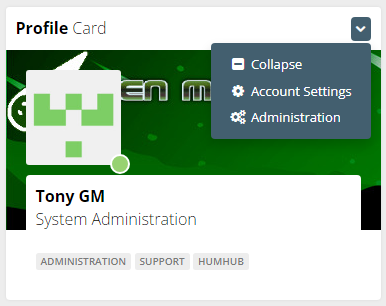 Profile Card
Collapse
Account Settings
Administration
EN M
Tony GM
System Administration
ADMINISTRATION SUPPORT HUMHUB